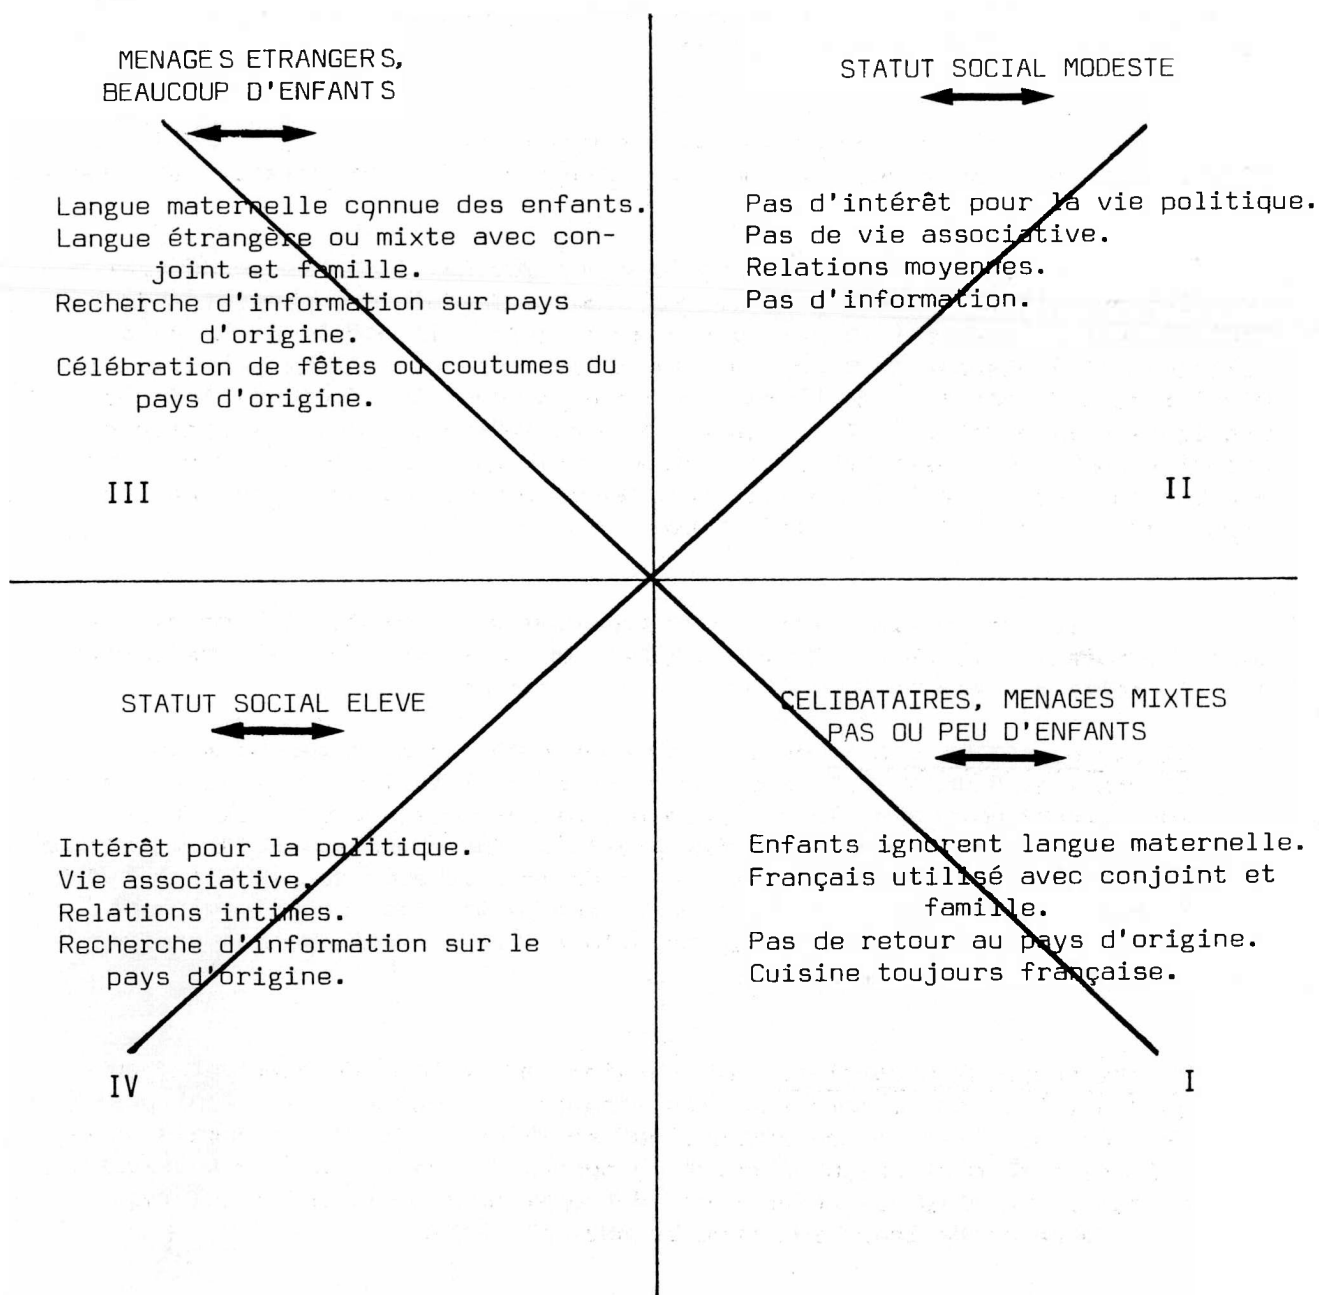 MENAGES ETRANGERS,
BEAUCOUP D'ENFANTS
Langue maternelle connue des enfants.
Langue étrangère ou mixte avec con-
joint et famille.
Recherche d'information sur pays
d'origine.
Célébration de fêtes ou coutumes du
pays d'origine.
III
STATUT SOCIAL MODESTE
Pas d'intérêt pour la vie politique.
Pas de vie associative.
Relations moyennes.
Pas d'information.
II
STATUT SOCIAL ELEVE
Intérêt pour la politique.
Vie associative.
Relations intimes.
Recherche d'information sur le
pays d'origine.
IV
CELIBATAIRES, MENAGES MIXTES
PAS OU PEU D'ENFANTS
Enfants ignorent langue maternelle.
Français utilisé avec conjoint et
famille.
Pas de retour au pays d'origine.
Cuisine toujours française.
I